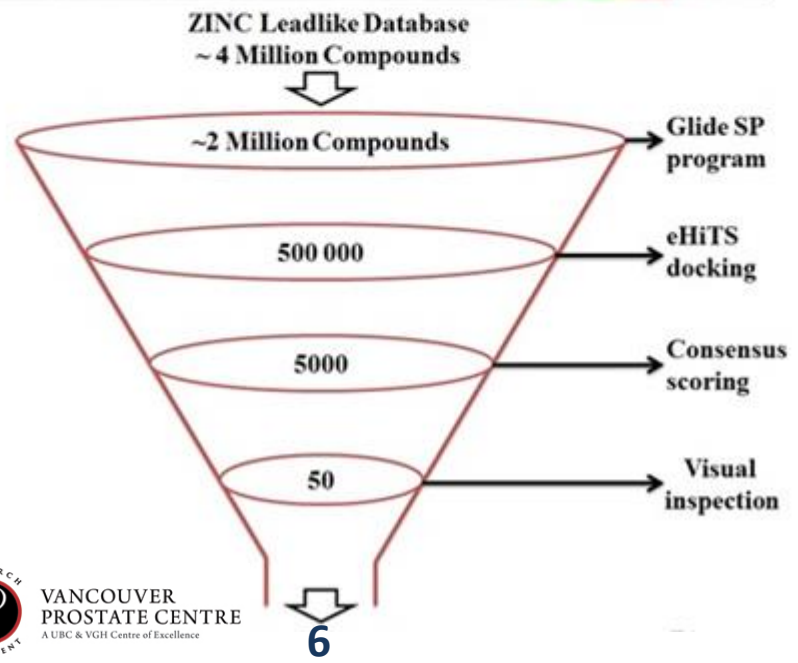 ZINC Leadlike Database
~ 4 Million Compounds
~2 Million Compounds
Glide SP
program
500 000
eHiTS
docking
5000
Consensus
scoring
50
Visual
inspection
6
VANCOUVER
PROSTATE CENTRE
A UBC & VGH Centre of Excellence